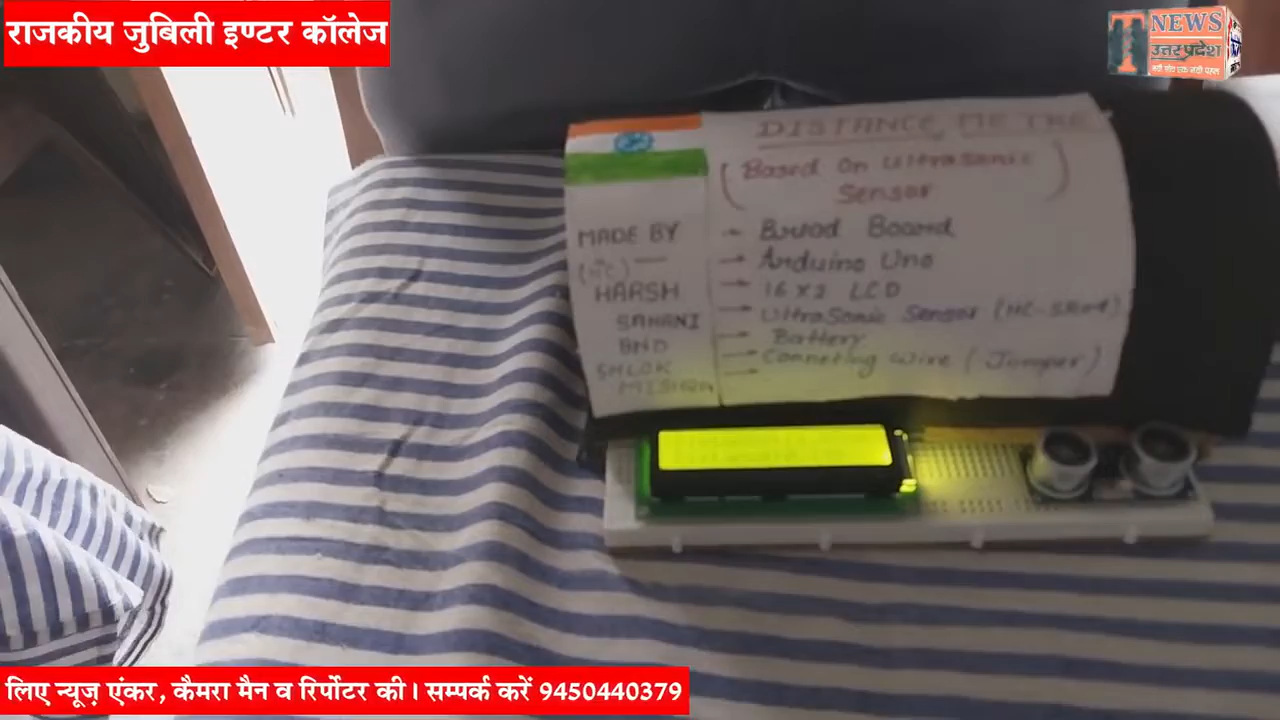 राजकीय जुबिली इण्टर कॉलेज
NEWS
उत्तर प्रदेश
DISTANCE METRE
(Based On Ultrasonic
Sensor)
MADE BY
HARSH
SAHANI
AND
SHLOK
MISHRA
→ Bread Board
→ Arduino Uno
→ 16 x 2 LCD
→ UltraSonic Sensor (HC-SR04)
→ Battery
→ Conneting Wire (Jumper)
लिए न्यूज़ एंकर, कैमरा मैन व रिर्पोटर की। सम्पर्क करें 9450440379